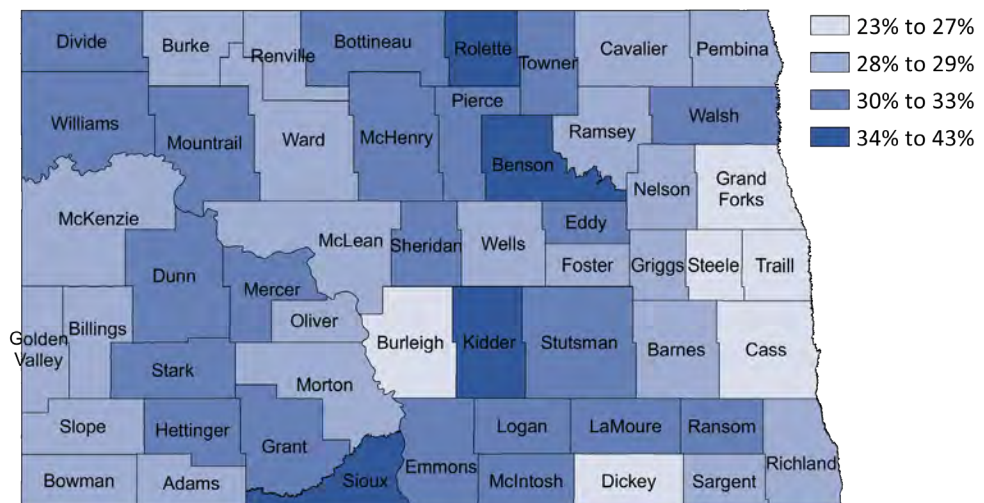 Divide
Burke
Renville
Bottineau
Rolette
Towner
Cavalier
Pembina
23% to 27%
28% to 29%
30% to 33%
34% to 43%
Williams
Mountrail
Ward
McHenry
Pierce
Benson
Ramsey
Walsh
Nelson
Grand
Forks
McKenzie
Dunn
McLean
Mercer
Oliver
Sheridan
Wells
Eddy
Foster
Griggs
Steele
Traill
Golden
Valley
Billings
Stark
Morton
Burleigh
Kidder
Stutsman
Barnes
Cass
Slope
Hettinger
Grant
Bowman
Adams
Sioux
Emmons
Logan
McIntosh
LaMoure
Dickey
Ransom
Sargent
Richland